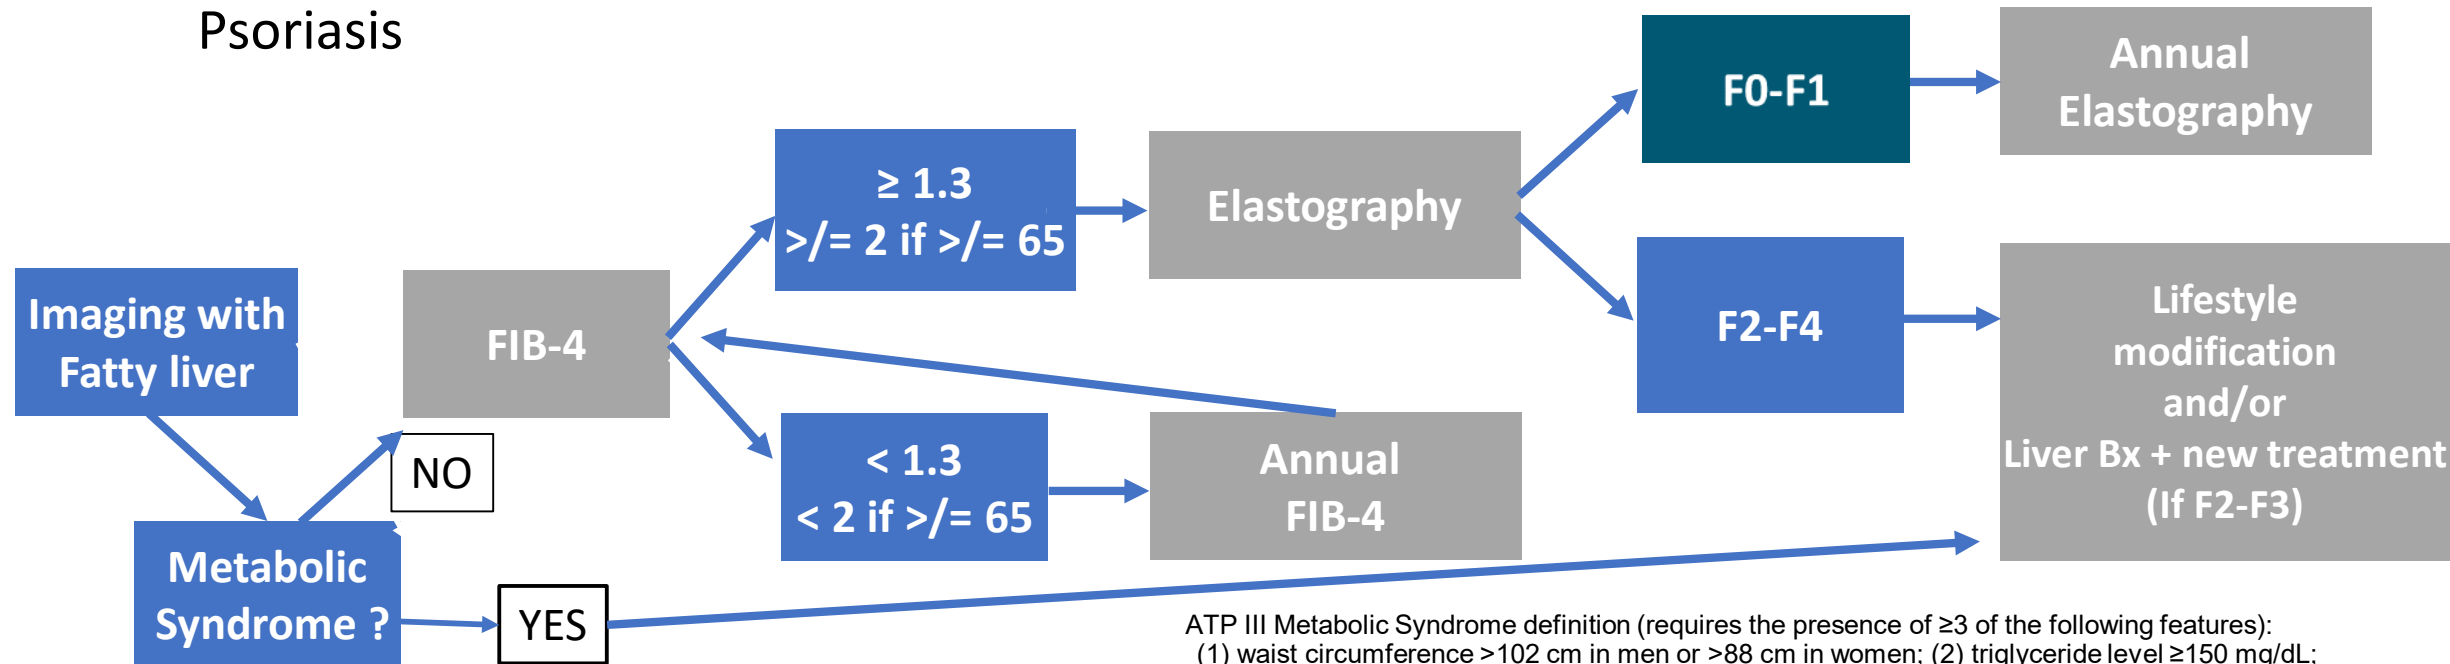 Psoriasis
Imaging with
Fatty liver
Metabolic
Syndrome ?
NO
YES
FIB-4
≥ 1.3
>/= 2 if >/= 65
< 1.3
< 2 if >/= 65
Elastography
Annual
FIB-4
F0-F1
F2-F4
Annual
Elastography
Lifestyle
modification
and/or
Liver Bx + new treatment
(If F2-F3)
ATP III Metabolic Syndrome definition (requires the presence of ≥3 of the following features):
(1) waist circumference >102 cm in men or >88 cm in women; (2) triglyceride level ≥150 mg/dL;